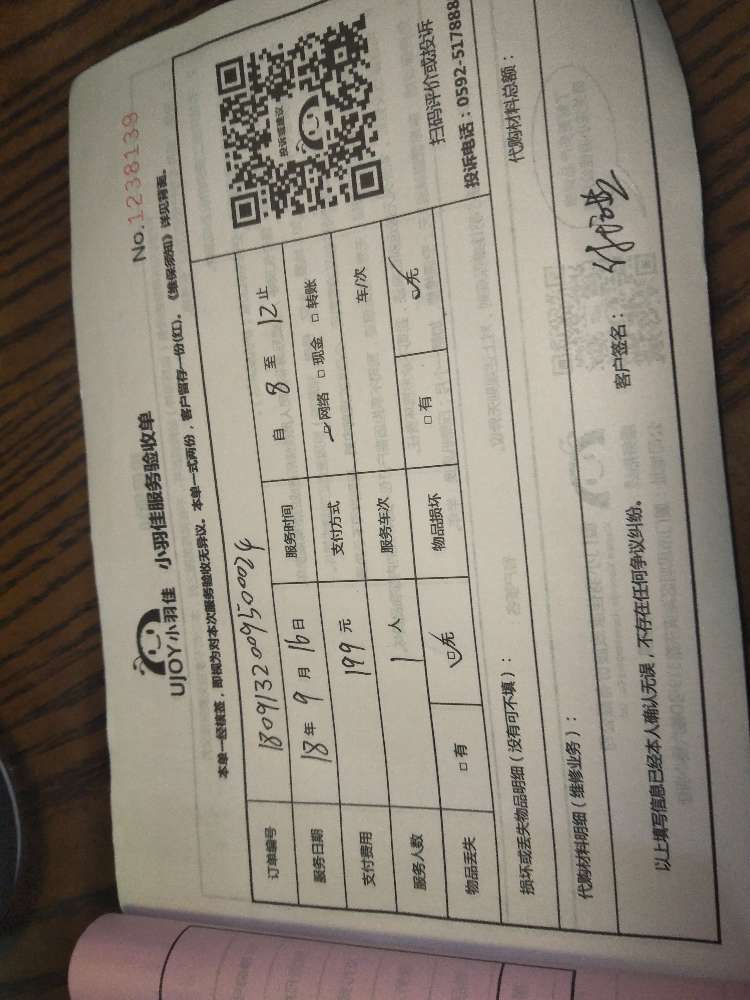 No.1238139
UJOY小羽佳 小羽佳服务验收单
本单一经核签，即视为对本次服务验收无异议。本单一式两份，客户留存一份(红)。《维保须知》详见背面。
订单编号 1809132009500024
服务日期 18年9月16日 服务时间 自8至12止
支付费用 199元 支付方式 ☑网络 □现金 □转账
服务人数 1人 服务车次 车/次
物品丢失 □有 ☑无 物品损坏 □有 ☑无
投诉或建议
扫码评价或投诉
投诉电话：0592-517888
损坏或丢失物品明细（没有可不填）：
代购材料明细（维修业务）： 代购材料总额：
以上填写信息已经本人确认无误，不存在任何争议纠纷。 客户签名：